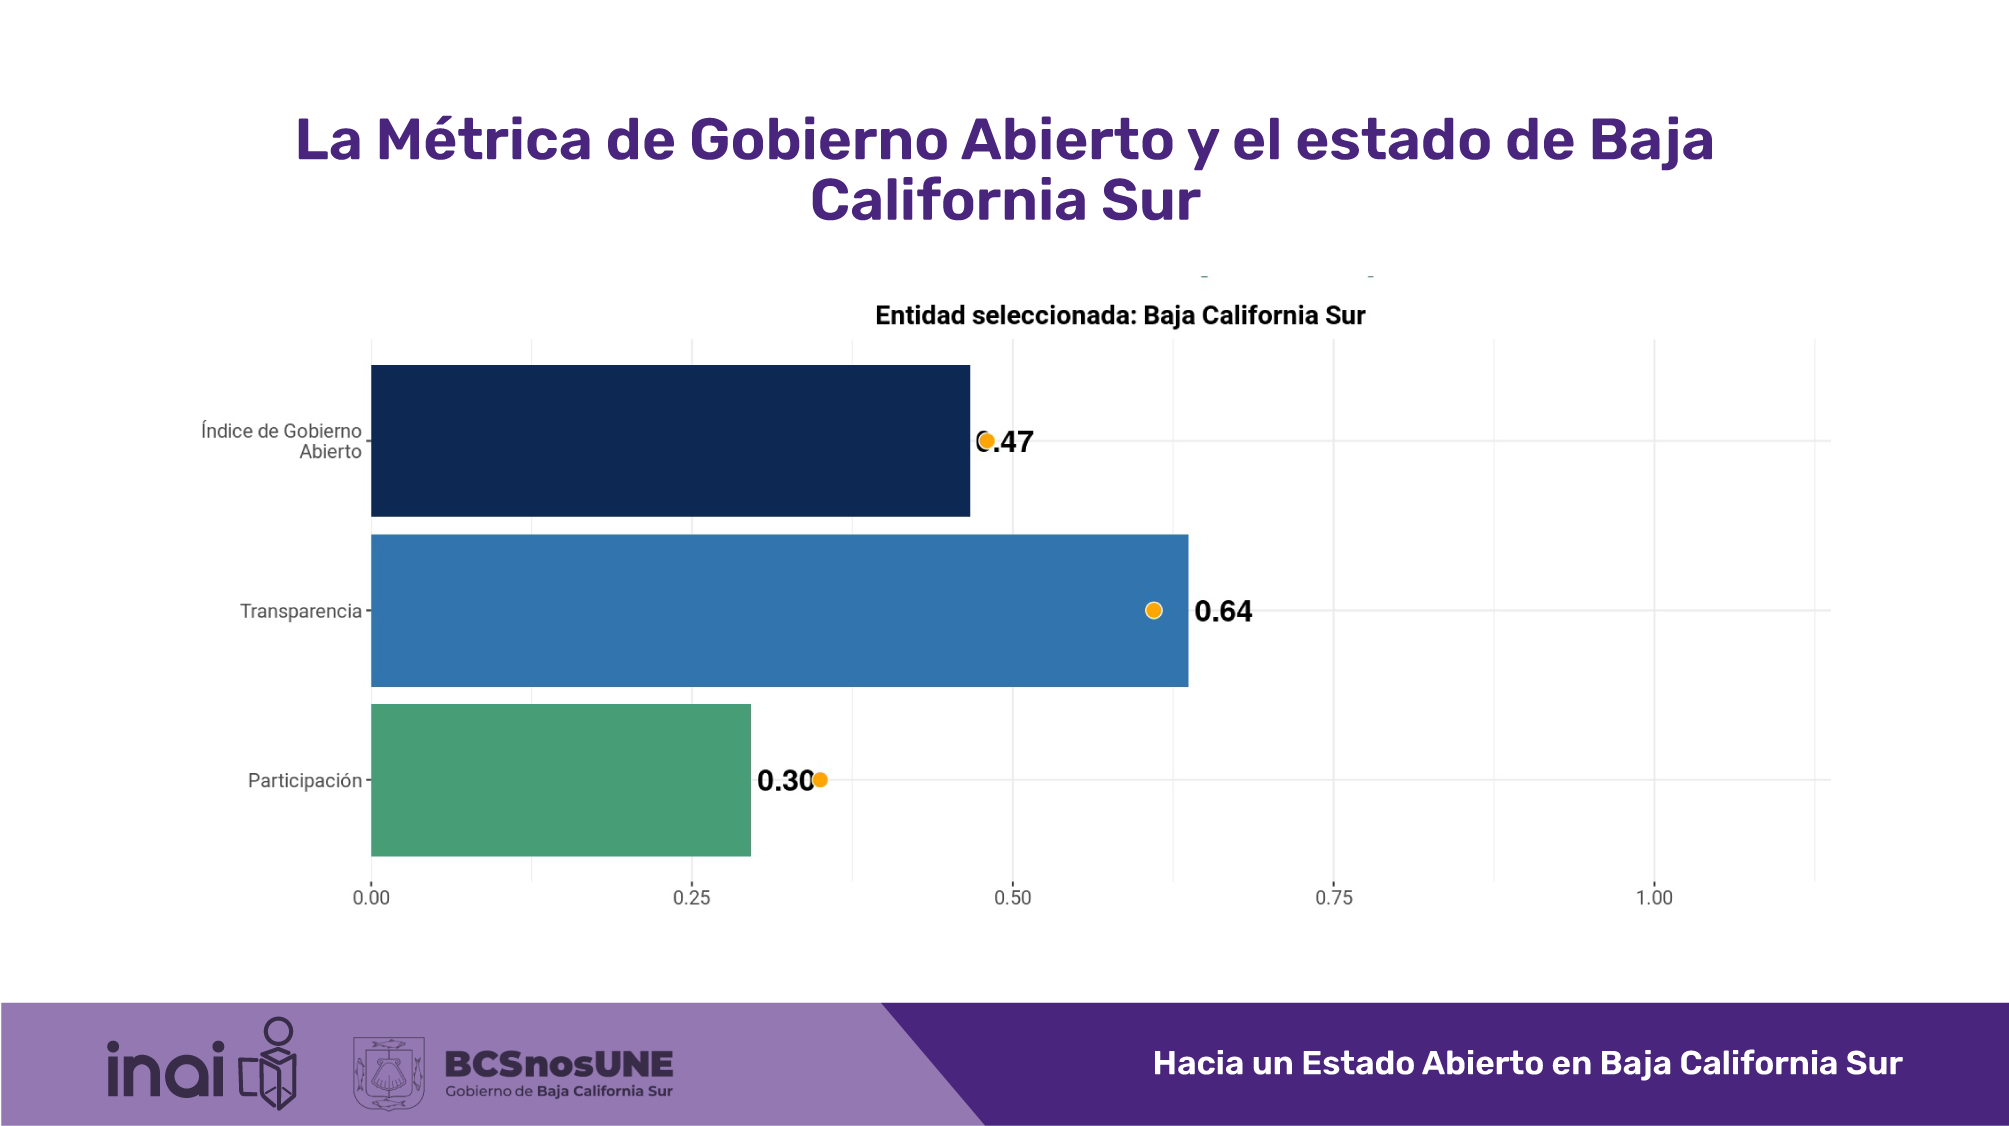 La Métrica de Gobierno Abierto y el estado de Baja
California Sur
Entidad seleccionada: Baja California Sur
Índice de Gobierno
Abierto
0.47
Transparencia
0.64
Participación
0.30
0.00 0.25 0.50 0.75 1.00
inai
BCSnosUNE
Gobierno de Baja California Sur
Hacia un Estado Abierto en Baja California Sur